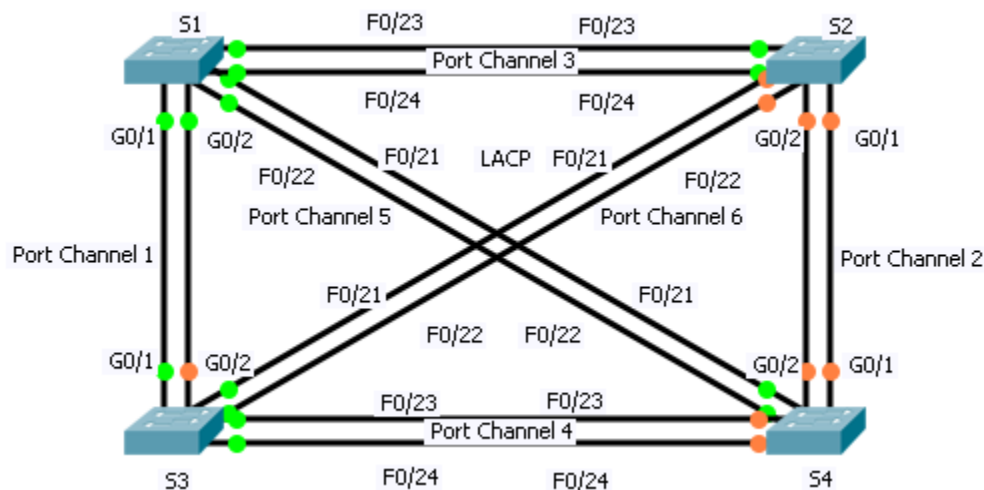 S1
F0/23
F0/23
S2
Port Channel 3
F0/24
F0/24
G0/1
G0/2
G0/2
G0/1
F0/21
LACP
F0/21
F0/22
F0/22
Port Channel 5
Port Channel 6
Port Channel 1
Port Channel 2
F0/21
F0/21
F0/22
F0/22
G0/1
G0/2
G0/2
G0/1
F0/23
F0/23
Port Channel 4
S3
F0/24
F0/24
S4